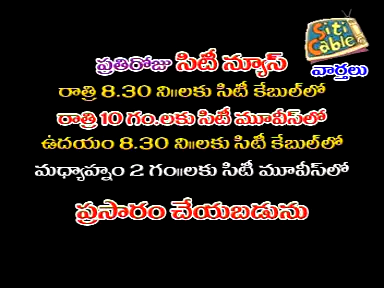 Siti
Cable
వార్తలు
ప్రతిరోజు సిటీ న్యూస్
రాత్రి 8.30 ని॥లకు సిటీ కేబుల్‌లో
రాత్రి 10 గం.లకు సిటీ మూవీస్‌లో
ఉదయం 8.30 ని॥లకు సిటీ కేబుల్‌లో
మధ్యాహ్నం 2 గం॥లకు సిటీ మూవీస్‌లో
ప్రసారం చేయబడును